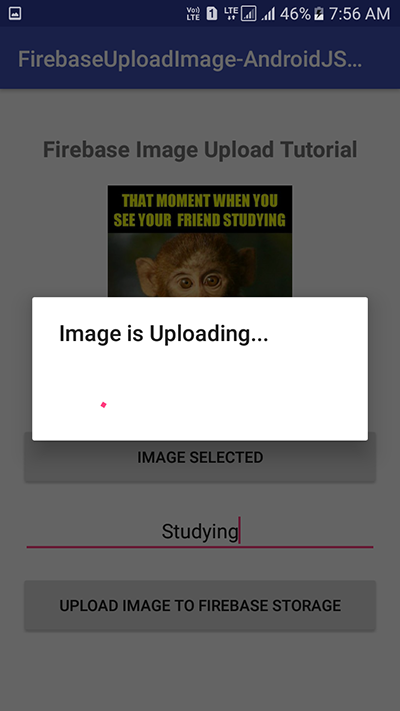 Vo)) LTE 1 LTE 46% 7:56 AM
FirebaseUploadImage-AndroidJS...
Firebase Image Upload Tutorial
THAT MOMENT WHEN YOU
SEE YOUR FRIEND STUDYING
Image is Uploading...
IMAGE SELECTED
Studying
UPLOAD IMAGE TO FIREBASE STORAGE